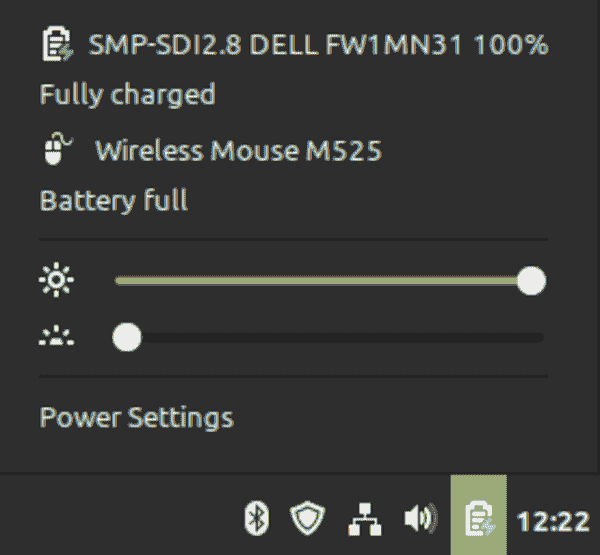 SMP-SDI2.8 DELL FW1MN31 100%
Fully charged
Wireless Mouse M525
Battery full
Power Settings
12:22